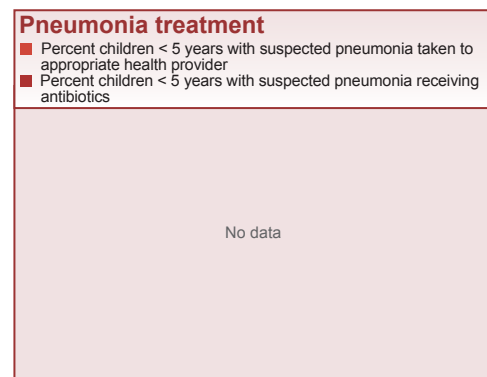 Pneumonia treatment
Percent children < 5 years with suspected pneumonia taken to
appropriate health provider
Percent children < 5 years with suspected pneumonia receiving
antibiotics
No data